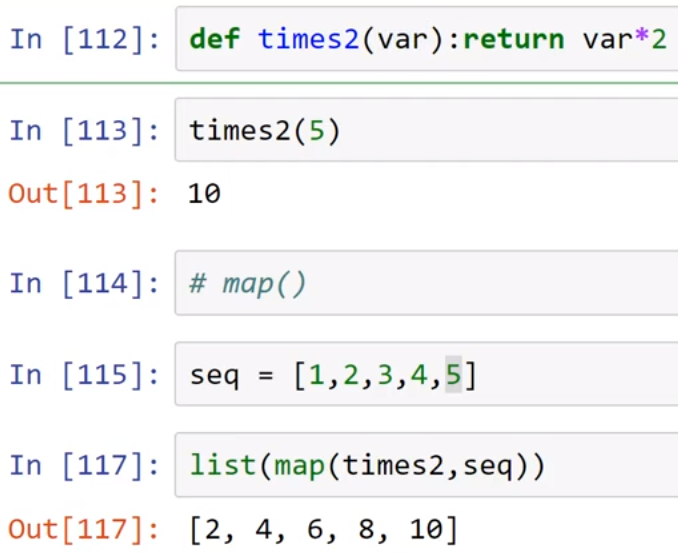 In [112]: def times2(var):return var*2
In [113]: times2(5)
Out[113]: 10
In [114]: # map()
In [115]: seq = [1,2,3,4,5]
In [117]: list(map(times2,seq))
Out[117]: [2, 4, 6, 8, 10]